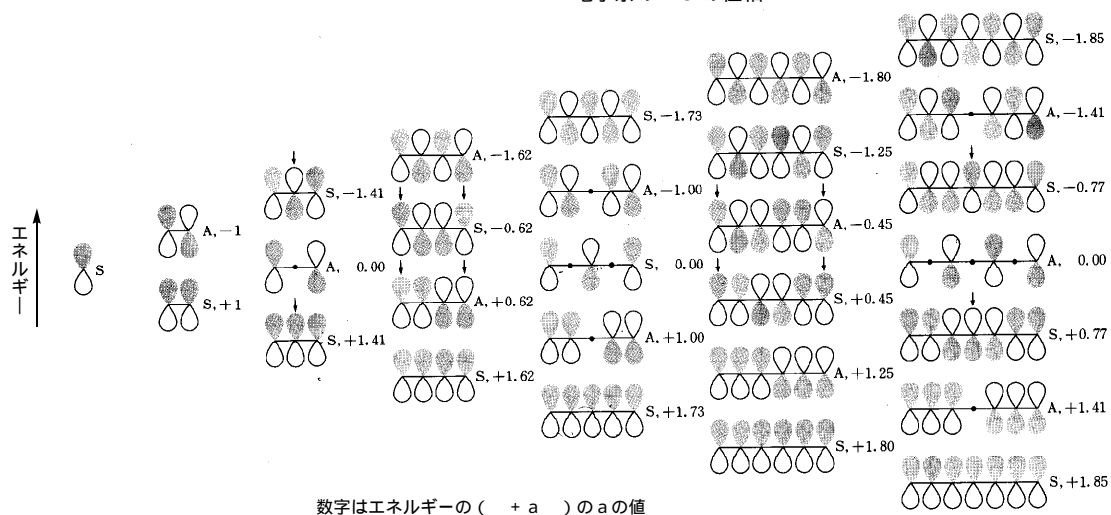 エネルギー
S
A, −1
S, +1
S, −1.41
A, 0.00
S, +1.41
A, −1.62
S, −0.62
A, +0.62
S, +1.62
S, −1.73
A, −1.00
S, 0.00
A, +1.00
S, +1.73
A, −1.80
S, −1.25
A, −0.45
S, +0.45
A, +1.25
S, +1.80
S, −1.85
A, −1.41
S, −0.77
A, 0.00
S, +0.77
A, +1.41
S, +1.85
数字はエネルギーの ( + a ) の a の値